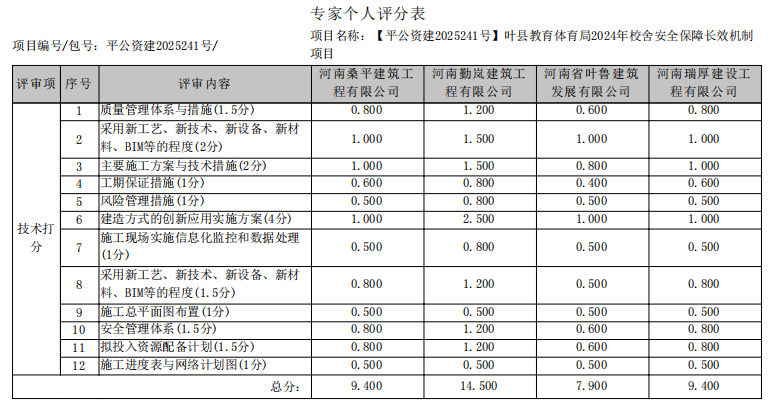 专家个人评分表
项目编号/包号：平公资建2025241号/
项目名称：【平公资建2025241号】叶县教育体育局2024年校舍安全保障长效机制
项目
评审项 序号 评审内容 河南桑平建筑工程有限公司 河南勤岚建筑工程有限公司 河南省叶鲁建筑发展有限公司 河南瑞厚建设工程有限公司
技术打分
1 质量管理体系与措施(1.5分) 0.800 1.200 0.600 0.800
2 采用新工艺、新技术、新设备、新材料、BIM等的程度(2分) 1.000 1.500 1.000 1.000
3 主要施工方案与技术措施(2分) 1.000 1.500 0.800 1.000
4 工期保证措施(1分) 0.600 0.800 0.400 0.600
5 风险管理措施(1分) 0.500 0.800 0.500 0.500
6 建造方式的创新应用实施方案(4分) 1.000 2.500 1.000 1.000
7 施工现场实施信息化监控和数据处理(1分) 0.500 0.800 0.500 0.500
8 采用新工艺、新技术、新设备、新材料、BIM等的程度(1.5分) 0.800 1.200 0.500 0.800
9 施工总平面图布置(1分) 0.500 0.500 0.500 0.500
10 安全管理体系(1.5分) 0.800 1.200 0.600 0.800
11 拟投入资源配备计划(1.5分) 0.800 1.200 0.600 0.800
12 施工进度表与网络计划图(1分) 0.500 0.500 0.500 0.500
总分： 9.400 14.500 7.900 9.400